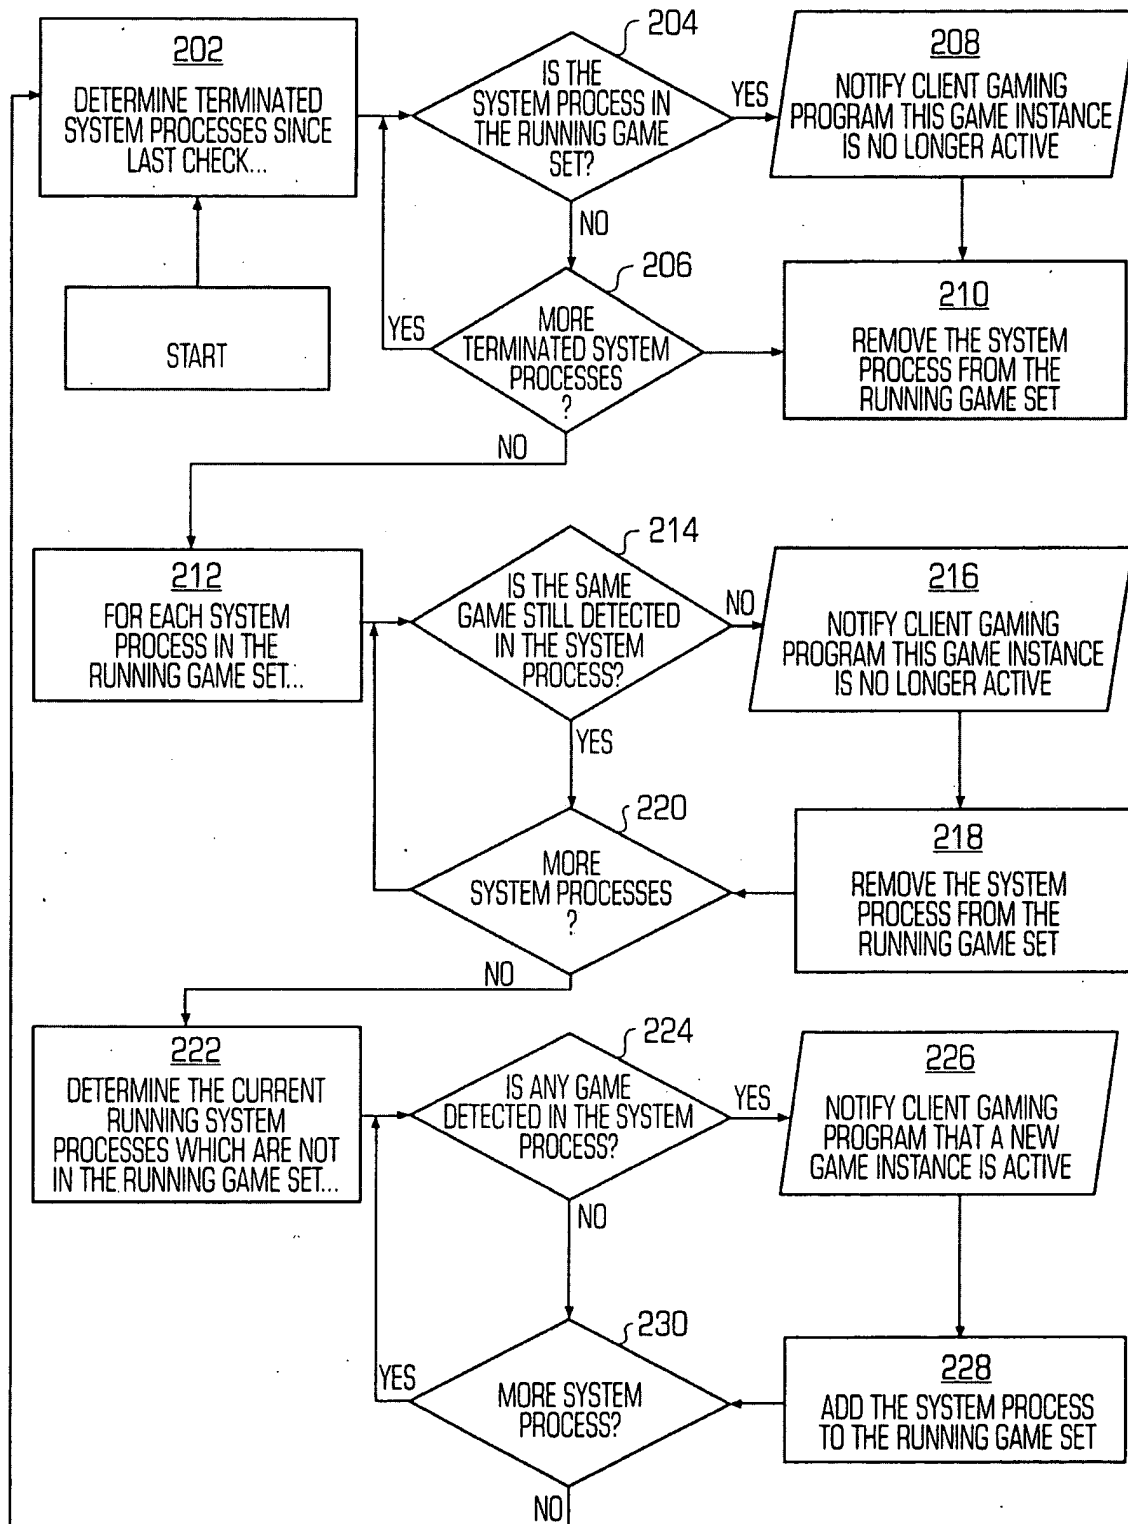 202
DETERMINE TERMINATED
SYSTEM PROCESSES SINCE
LAST CHECK...
START
204
IS THE
SYSTEM PROCESS IN
THE RUNNING GAME
SET?
YES
NO
208
NOTIFY CLIENT GAMING
PROGRAM THIS GAME INSTANCE
IS NO LONGER ACTIVE
206
MORE
TERMINATED SYSTEM
PROCESSES
?
YES
NO
210
REMOVE THE SYSTEM
PROCESS FROM THE
RUNNING GAME SET
212
FOR EACH SYSTEM
PROCESS IN THE
RUNNING GAME SET...
214
IS THE SAME
GAME STILL DETECTED
IN THE SYSTEM
PROCESS?
NO
YES
216
NOTIFY CLIENT GAMING
PROGRAM THIS GAME INSTANCE
IS NO LONGER ACTIVE
220
MORE
SYSTEM PROCESSES
?
NO
218
REMOVE THE SYSTEM
PROCESS FROM THE
RUNNING GAME SET
222
DETERMINE THE CURRENT
RUNNING SYSTEM
PROCESSES WHICH ARE NOT
IN THE RUNNING GAME SET...
224
IS ANY GAME
DETECTED IN THE SYSTEM
PROCESS?
YES
NO
226
NOTIFY CLIENT GAMING
PROGRAM THAT A NEW
GAME INSTANCE IS ACTIVE
230
MORE SYSTEM
PROCESS?
YES
NO
228
ADD THE SYSTEM PROCESS
TO THE RUNNING GAME SET